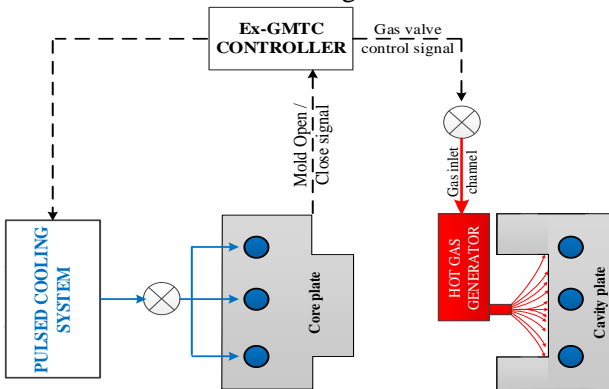 Ex-GMTC
CONTROLLER
Gas valve
control signal
Mold Open /
Close signal
Gas inlet
channel
PULSED COOLING
SYSTEM
Core plate
HOT GAS
GENERATOR
Cavity plate